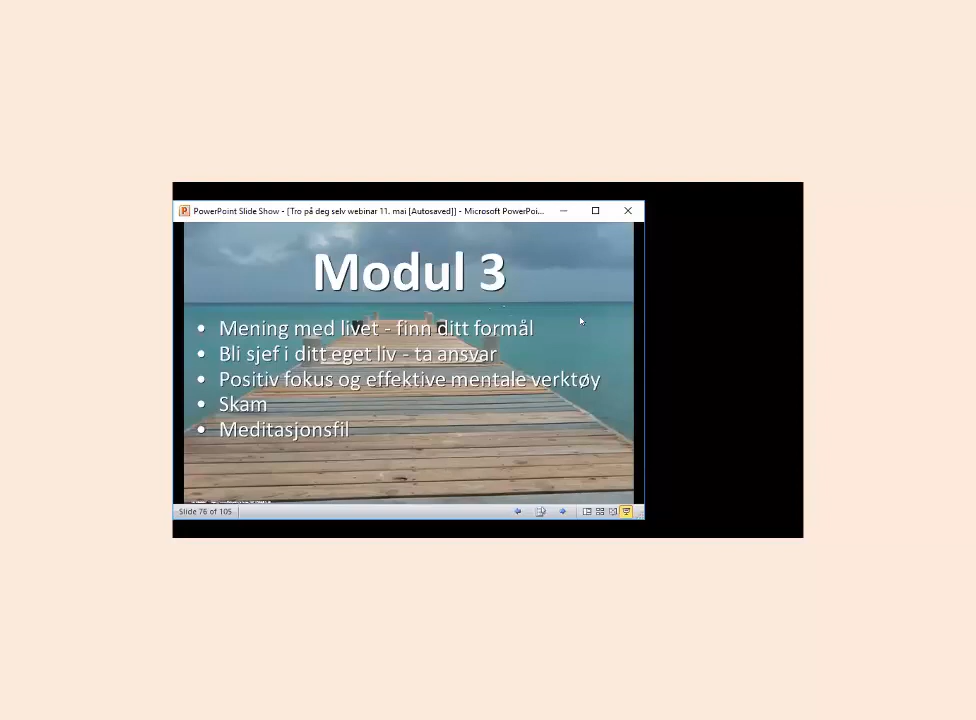 PowerPoint Slide Show - [Tro på deg selv webinar 11. mai [Autosaved]] - Microsoft PowerPoi...
Modul 3
• Mening med livet - finn ditt formål
• Bli sjef i ditt eget liv - ta ansvar
• Positiv fokus og effektive mentale verktøy
• Skam
• Meditasjonsfil
Slide 76 of 105